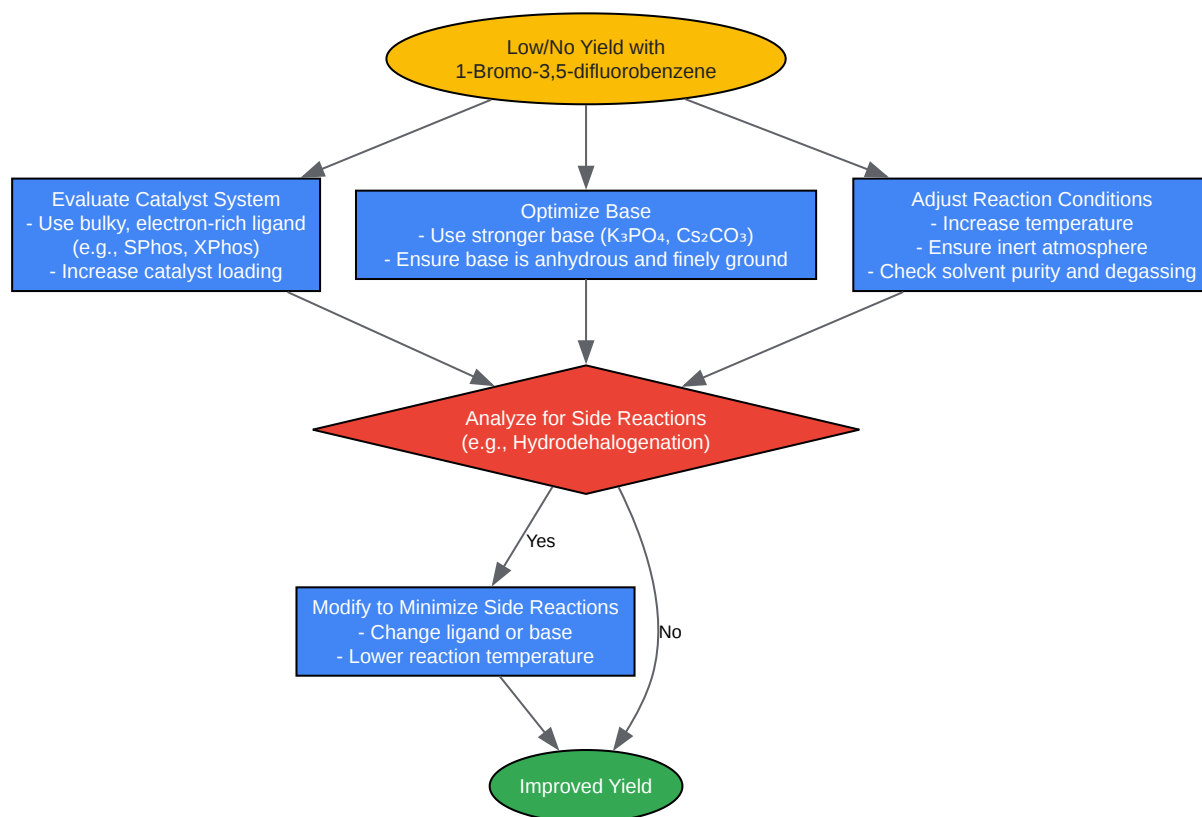 Low/No Yield with
1-Bromo-3,5-difluorobenzene
Evaluate Catalyst System
- Use bulky, electron-rich ligand
(e.g., SPhos, XPhos)
- Increase catalyst loading
Optimize Base
- Use stronger base (K₃PO₄, Cs₂CO₃)
- Ensure base is anhydrous and finely ground
Adjust Reaction Conditions
- Increase temperature
- Ensure inert atmosphere
- Check solvent purity and degassing
Analyze for Side Reactions
(e.g., Hydrodehalogenation)
Yes
Modify to Minimize Side Reactions
- Change ligand or base
- Lower reaction temperature
No
Improved Yield